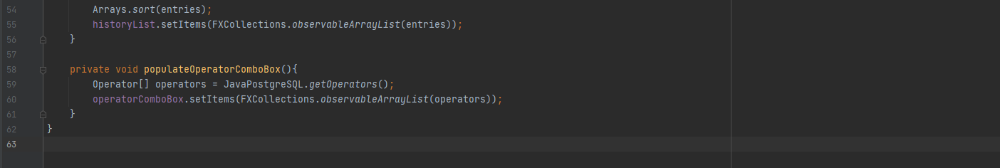 54 Arrays.sort(entries);
55 historyList.setItems(FXCollections.observableArrayList(entries));
56 }
57
58 private void populateOperatorComboBox(){
59 Operator[] operators = JavaPostgreSQL.getOperators();
60 operatorComboBox.setItems(FXCollections.observableArrayList(operators));
61 }
62 }
63